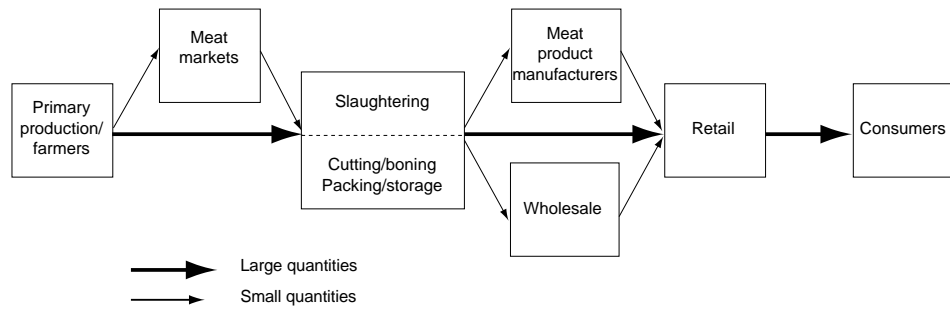 Primary
production/
farmers
Meat
markets
Slaughtering
Cutting/boning
Packing/storage
Meat
product
manufacturers
Wholesale
Retail
Consumers
Large quantities
Small quantities